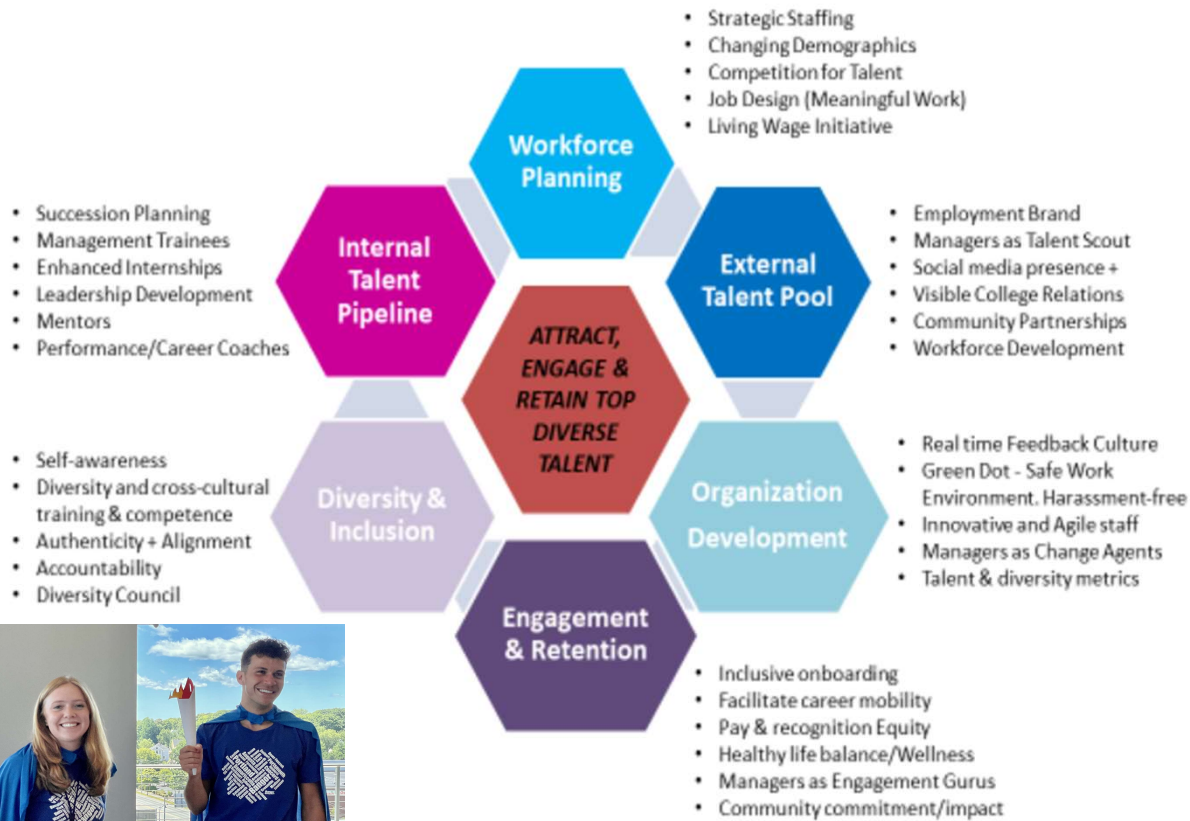 • Strategic Staffing
• Changing Demographics
• Competition for Talent
• Job Design (Meaningful Work)
• Living Wage Initiative
Workforce
Planning
• Succession Planning
• Management Trainees
• Enhanced Internships
• Leadership Development
• Mentors
• Performance/Career Coaches
Internal
Talent
Pipeline
External
Talent Pool
• Employment Brand
• Managers as Talent Scout
• Social media presence +
• Visible College Relations
• Community Partnerships
• Workforce Development
ATTRACT,
ENGAGE &
RETAIN TOP
DIVERSE
TALENT
• Self-awareness
• Diversity and cross-cultural
training & competence
• Authenticity + Alignment
• Accountability
• Diversity Council
Diversity &
Inclusion
Organization
Development
• Real time Feedback Culture
• Green Dot - Safe Work
Environment. Harassment-free
• Innovative and Agile staff
• Managers as Change Agents
• Talent & diversity metrics
Engagement
& Retention
• Inclusive onboarding
• Facilitate career mobility
• Pay & recognition Equity
• Healthy life balance/Wellness
• Managers as Engagement Gurus
• Community commitment/impact